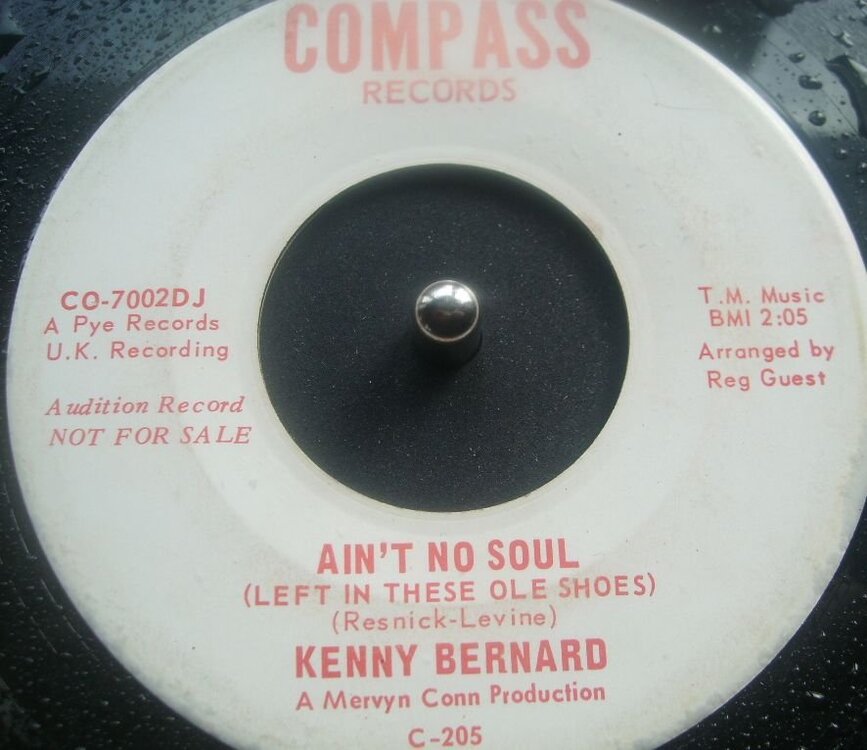 COMPASS
RECORDS
CO-7002DJ
A Pye Records
U.K. Recording
Audition Record
NOT FOR SALE
T.M. Music
BMI 2:05
Arranged by
Reg Guest
AIN'T NO SOUL
(LEFT IN THESE OLE SHOES)
(Resnick-Levine)
KENNY BERNARD
A Mervyn Conn Production
C-205